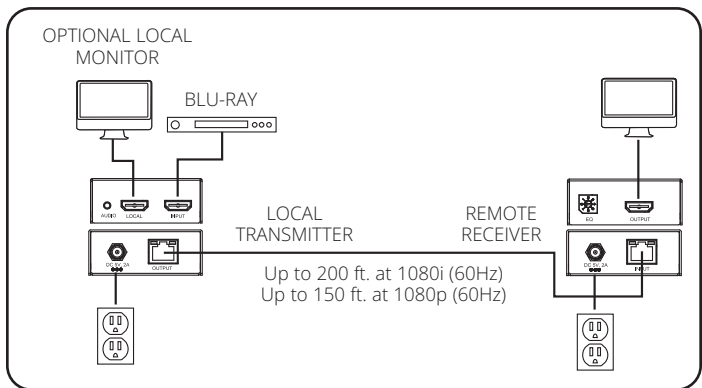 OPTIONAL LOCAL
MONITOR
BLU-RAY
AUDIO
LOCAL
INPUT
EQ
OUTPUT
LOCAL
TRANSMITTER
REMOTE
RECEIVER
DC 5V, 2A
OUTPUT
DC 5V, 2A
INPUT
Up to 200 ft. at 1080i (60Hz)
Up to 150 ft. at 1080p (60Hz)